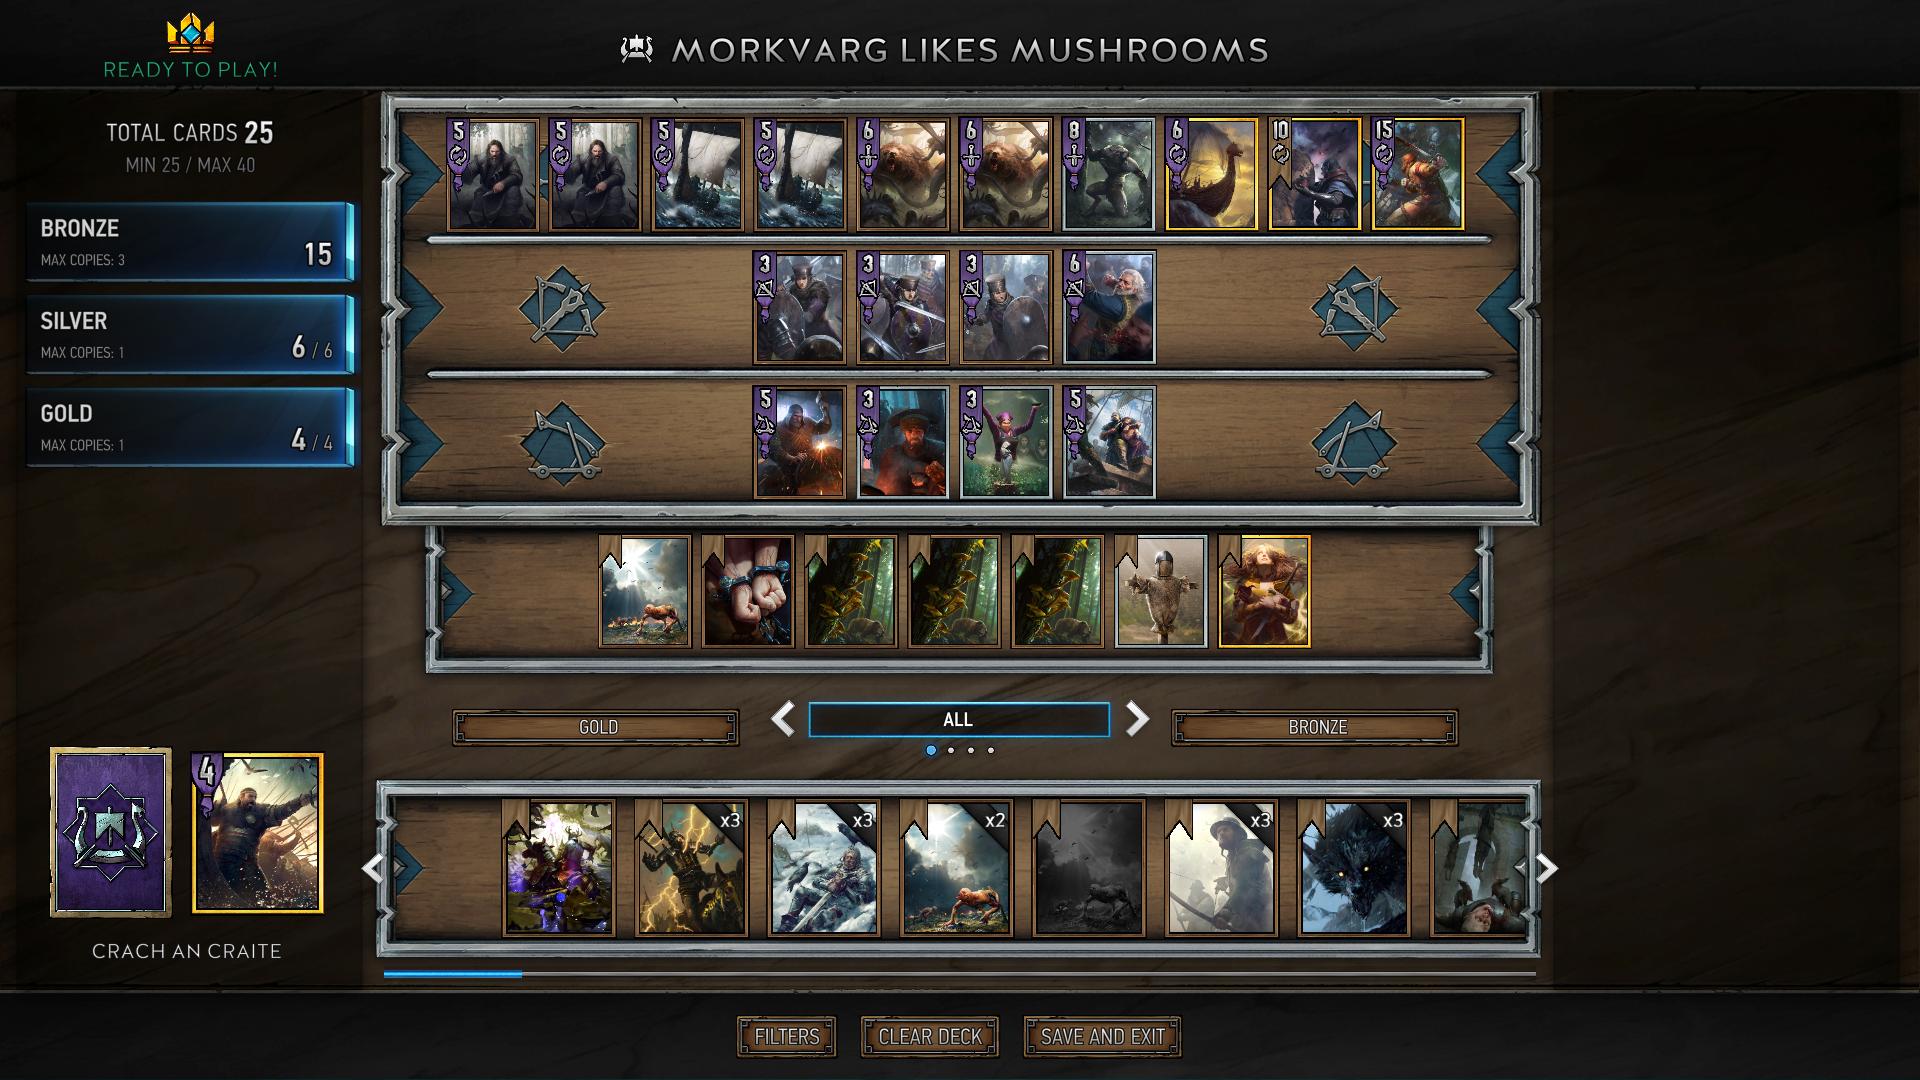 READY TO PLAY!
MORKVARG LIKES MUSHROOMS
TOTAL CARDS 25
MIN 25 / MAX 40
BRONZE
MAX COPIES: 3
15
SILVER
MAX COPIES: 1
6 / 6
GOLD
MAX COPIES: 1
4 / 4
5 5 5 5 6 6 8 6 10 15
3 3 3 6
5 3 3 5
GOLD
ALL
BRONZE
4
CRACH AN CRAITE
x3 x3 x2 x3 x3
FILTERS
CLEAR DECK
SAVE AND EXIT